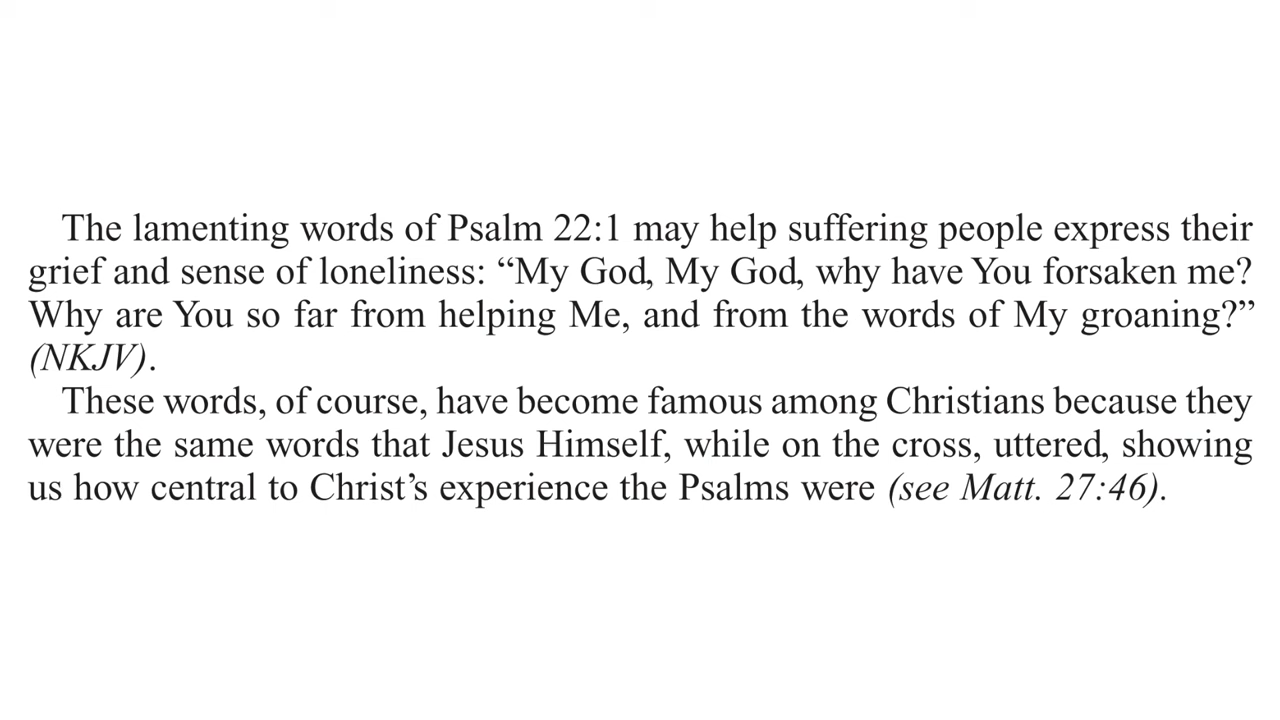 The lamenting words of Psalm 22:1 may help suffering people express their
grief and sense of loneliness: “My God, My God, why have You forsaken me?
Why are You so far from helping Me, and from the words of My groaning?”
(NKJV).
These words, of course, have become famous among Christians because they
were the same words that Jesus Himself, while on the cross, uttered, showing
us how central to Christ’s experience the Psalms were (see Matt. 27:46).